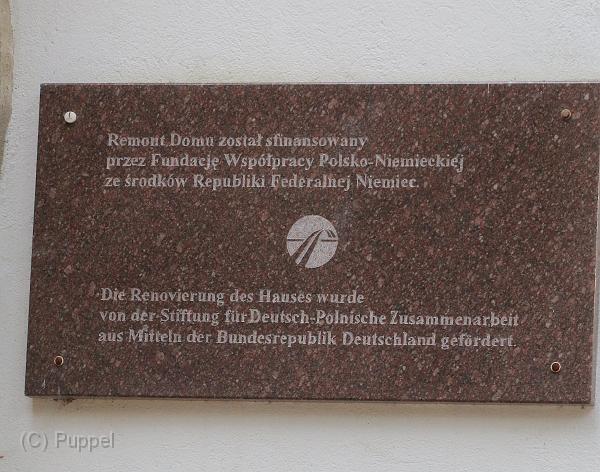 Remont Domu został sfinansowany
przez Fundację Współpracy Polsko-Niemieckiej
ze środków Republiki Federalnej Niemiec.
Die Renovierung des Hauses wurde
von der Stiftung für Deutsch-Polnische Zusammenarbeit
aus Mitteln der Bundesrepublik Deutschland gefördert.
(C) Puppel